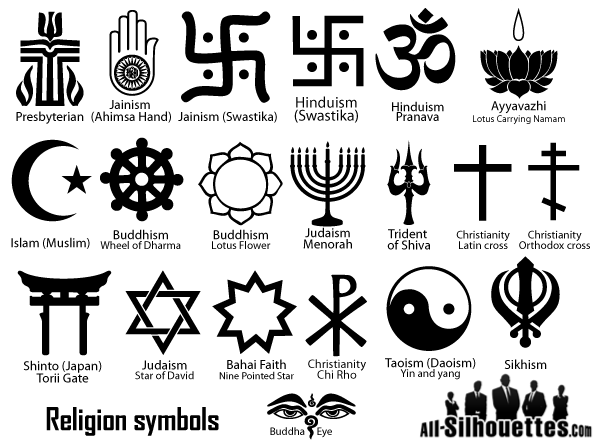 Presbyterian
Jainism
(Ahimsa Hand)
Jainism (Swastika)
Hinduism
(Swastika)
Hinduism
Pranava
Ayyavazhi
Lotus Carrying Namam
Islam (Muslim)
Buddhism
Wheel of Dharma
Buddhism
Lotus Flower
Judaism
Menorah
Trident
of Shiva
Christianity
Latin cross
Christianity
Orthodox cross
Shinto (Japan)
Torii Gate
Judaism
Star of David
Bahai Faith
Nine Pointed Star
Christianity
Chi Rho
Taoism (Daoism)
Yin and yang
Sikhism
Religion symbols
Buddha Eye
All-Silhouettes.com